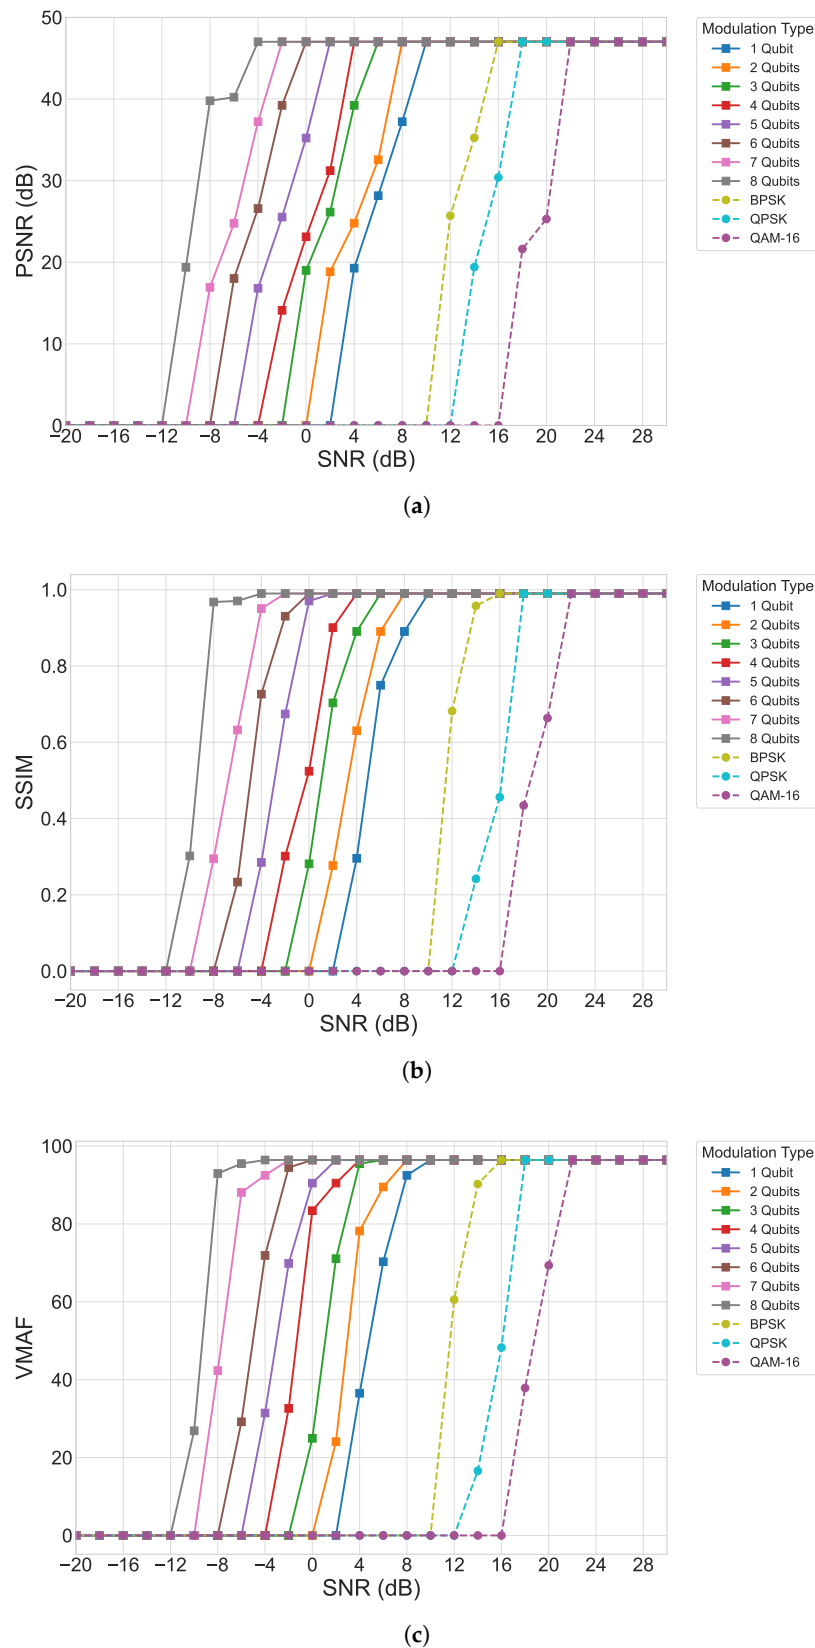 50
40
30
20
10
0
PSNR (dB)
−20 −16 −12 −8 −4 0 4 8 12 16 20 24 28
SNR (dB)
Modulation Type
1 Qubit
2 Qubits
3 Qubits
4 Qubits
5 Qubits
6 Qubits
7 Qubits
8 Qubits
BPSK
QPSK
QAM-16
(a)
1.0
0.8
0.6
0.4
0.2
0.0
SSIM
−20 −16 −12 −8 −4 0 4 8 12 16 20 24 28
SNR (dB)
Modulation Type
1 Qubit
2 Qubits
3 Qubits
4 Qubits
5 Qubits
6 Qubits
7 Qubits
8 Qubits
BPSK
QPSK
QAM-16
(b)
100
80
60
40
20
0
VMAF
−20 −16 −12 −8 −4 0 4 8 12 16 20 24 28
SNR (dB)
Modulation Type
1 Qubit
2 Qubits
3 Qubits
4 Qubits
5 Qubits
6 Qubits
7 Qubits
8 Qubits
BPSK
QPSK
QAM-16
(c)